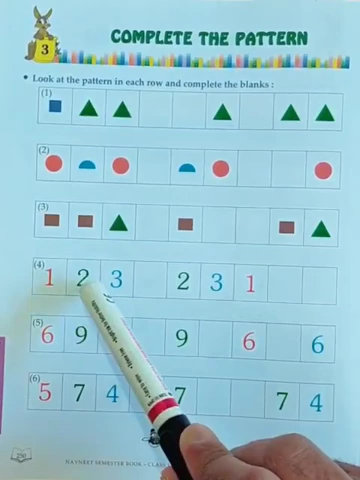 3
COMPLETE THE PATTERN
• Look at the pattern in each row and complete the blanks :
(1)
(2)
(3)
(4)
1 2 3 2 3 1
(5)
6 9 9 6 6
(6)
5 7 4 7 7 4
NAVNEET SEMESTER BOOK – CLASS